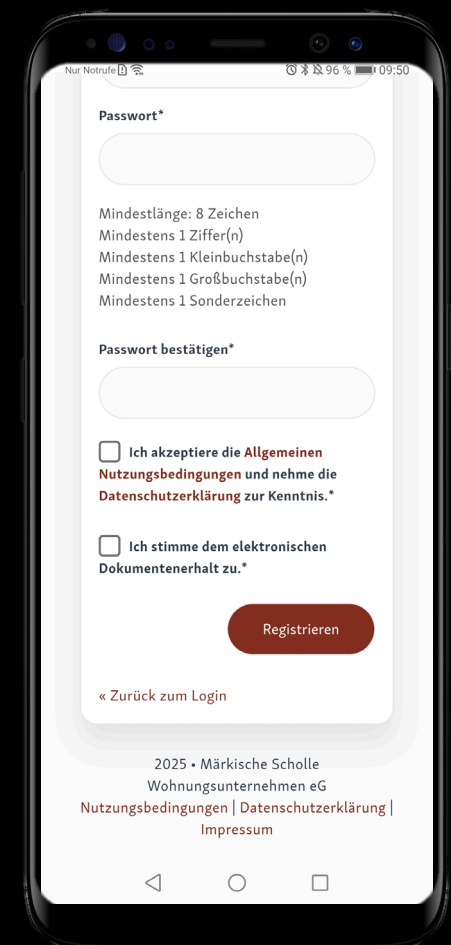 Nur Notrufe 96 % 09:50
Passwort*
Mindestlänge: 8 Zeichen
Mindestens 1 Ziffer(n)
Mindestens 1 Kleinbuchstabe(n)
Mindestens 1 Großbuchstabe(n)
Mindestens 1 Sonderzeichen
Passwort bestätigen*
Ich akzeptiere die Allgemeinen
Nutzungsbedingungen und nehme die
Datenschutzerklärung zur Kenntnis.*
Ich stimme dem elektronischen
Dokumentenerhalt zu.*
Registrieren
« Zurück zum Login
2025 • Märkische Scholle
Wohnungsunternehmen eG
Nutzungsbedingungen | Datenschutzerklärung |
Impressum